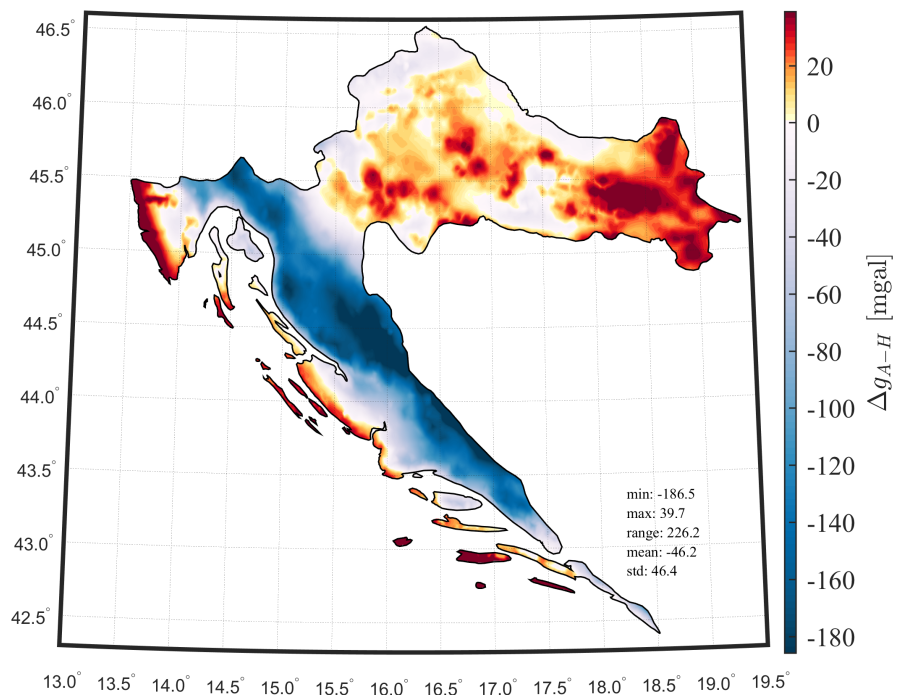 46.5°
46.0°
45.5°
45.0°
44.5°
44.0°
43.5°
43.0°
42.5°
13.0° 13.5° 14.0° 14.5° 15.0° 15.5° 16.0° 16.5° 17.0° 17.5° 18.0° 18.5° 19.0° 19.5°
min: -186.5
max: 39.7
range: 226.2
mean: -46.2
std: 46.4
20
0
-20
-40
-60
-80
-100
-120
-140
-160
-180
Δg_{A−H} [mgal]